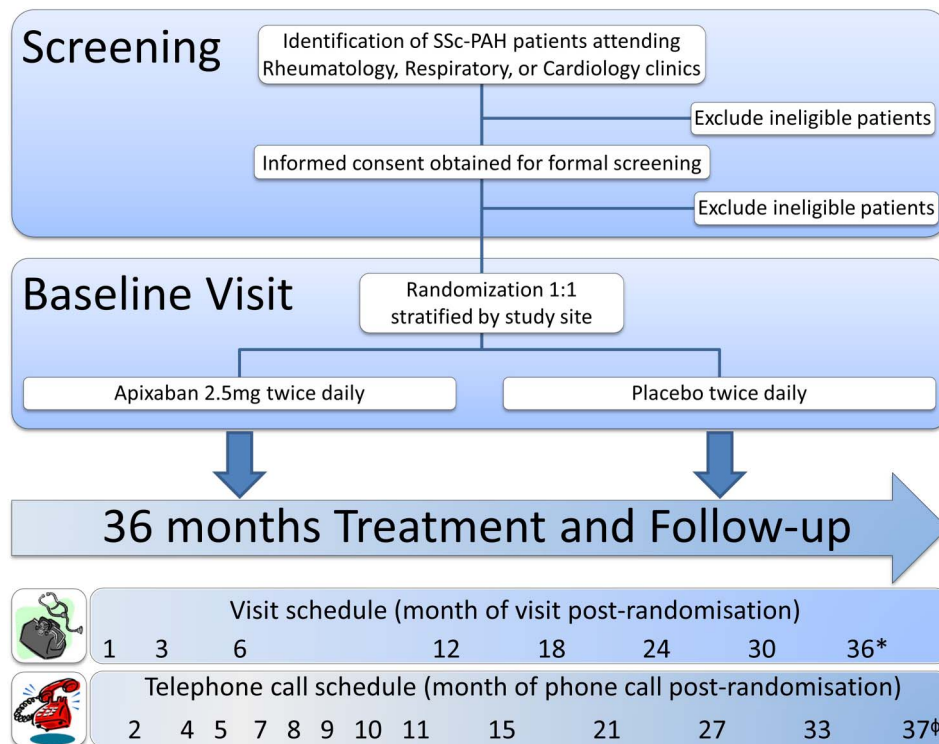 Screening
Identification of SSc-PAH patients attending
Rheumatology, Respiratory, or Cardiology clinics
Exclude ineligible patients
Informed consent obtained for formal screening
Exclude ineligible patients
Baseline Visit
Randomization 1:1
stratified by study site
Apixaban 2.5mg twice daily
Placebo twice daily
36 months Treatment and Follow-up
Visit schedule (month of visit post-randomisation)
1 3 6 12 18 24 30 36*
Telephone call schedule (month of phone call post-randomisation)
2 4 5 7 8 9 10 11 15 21 27 33 37ϕ